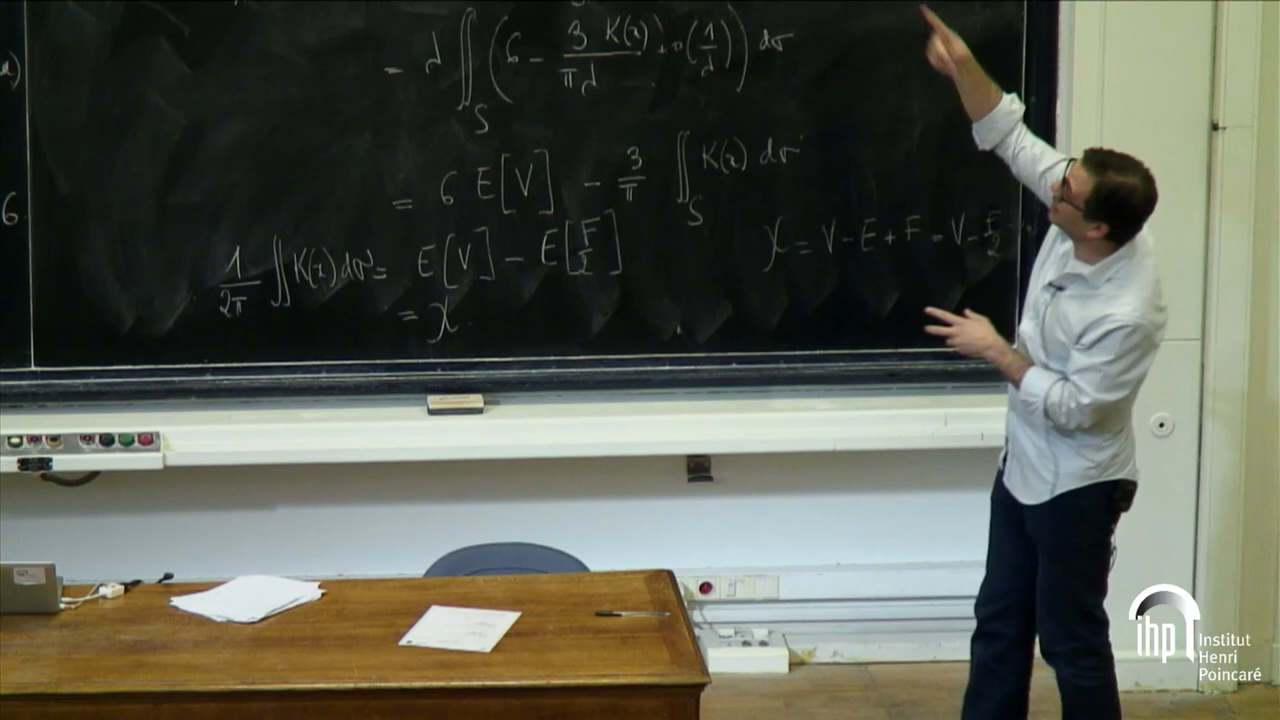 = λ ∬_S (6 - 3 K(x) / πλ + o(1/λ)) dσ
= 6 E[V] - 3/π ∬_S K(x) dσ
1/2π ∬ K(x) dσ = E[V] - E[F/2]
χ = V - E + F = V - F/2
= χ
6
ihp Institut
Henri
Poincaré